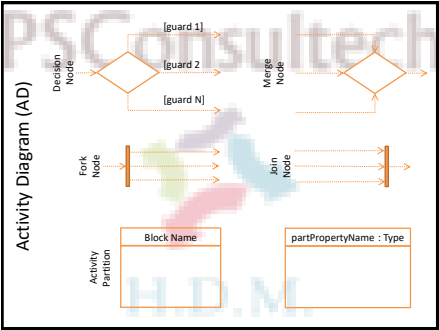 PSConsultech
Activity Diagram (AD)
Decision
Node
[guard 1]
[guard 2
[guard N]
Merge
Node
Fork
Node
Join
Node
Activity
Partition
Block Name
partPropertyName : Type
H.D.M.